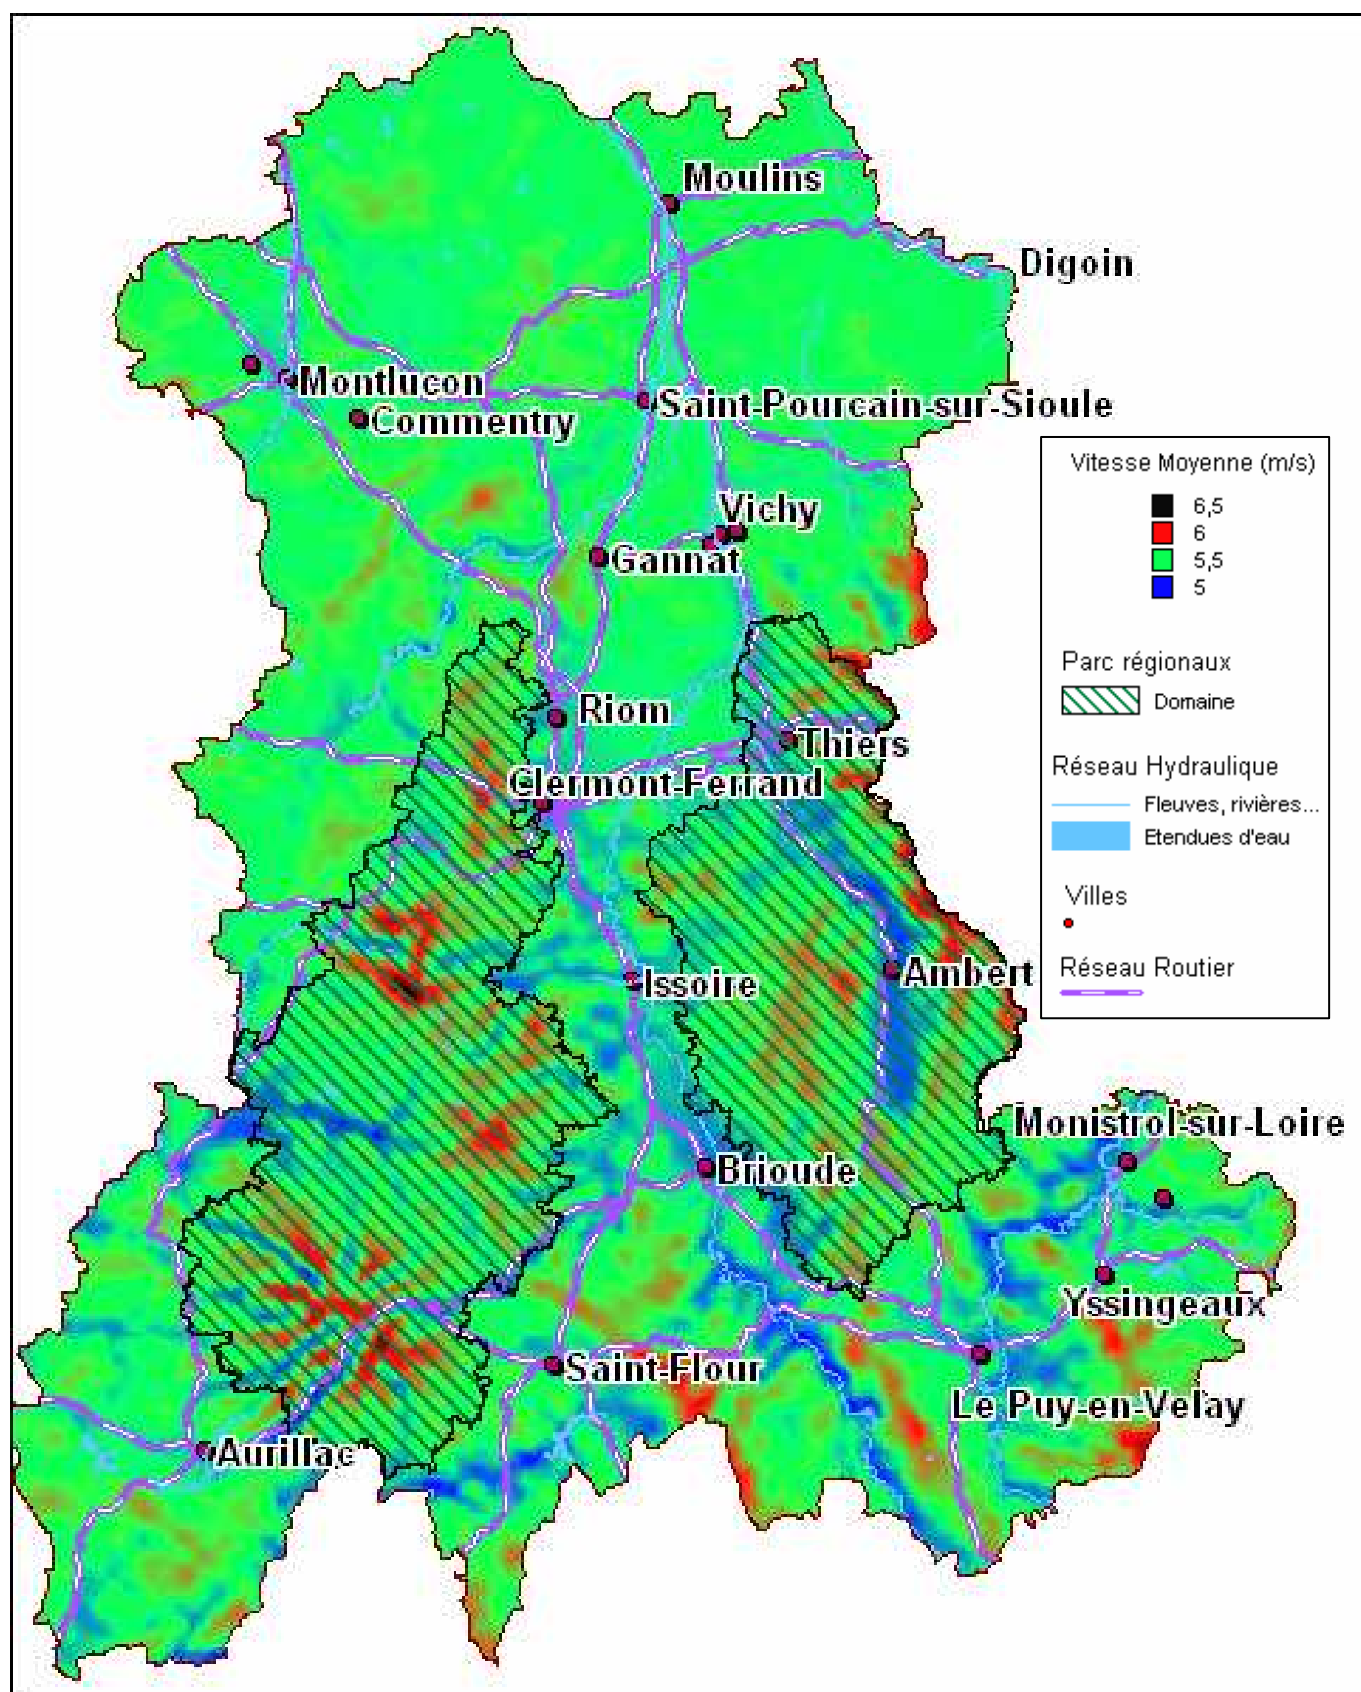 Moulins
Digoin
Montluçon
Commentry
Saint-Pourcain-sur-Sioule
Vichy
Gannat
Riom
Thiers
Clermont-Ferrand
Issoire
Ambert
Monistrol-sur-Loire
Brioude
Yssingeaux
Saint-Flour
Le Puy-en-Velay
Aurillac
Vitesse Moyenne (m/s)
6,5
6
5,5
5
Parc régionaux
Domaine
Réseau Hydraulique
Fleuves, rivières...
Etendues d'eau
Villes
Réseau Routier